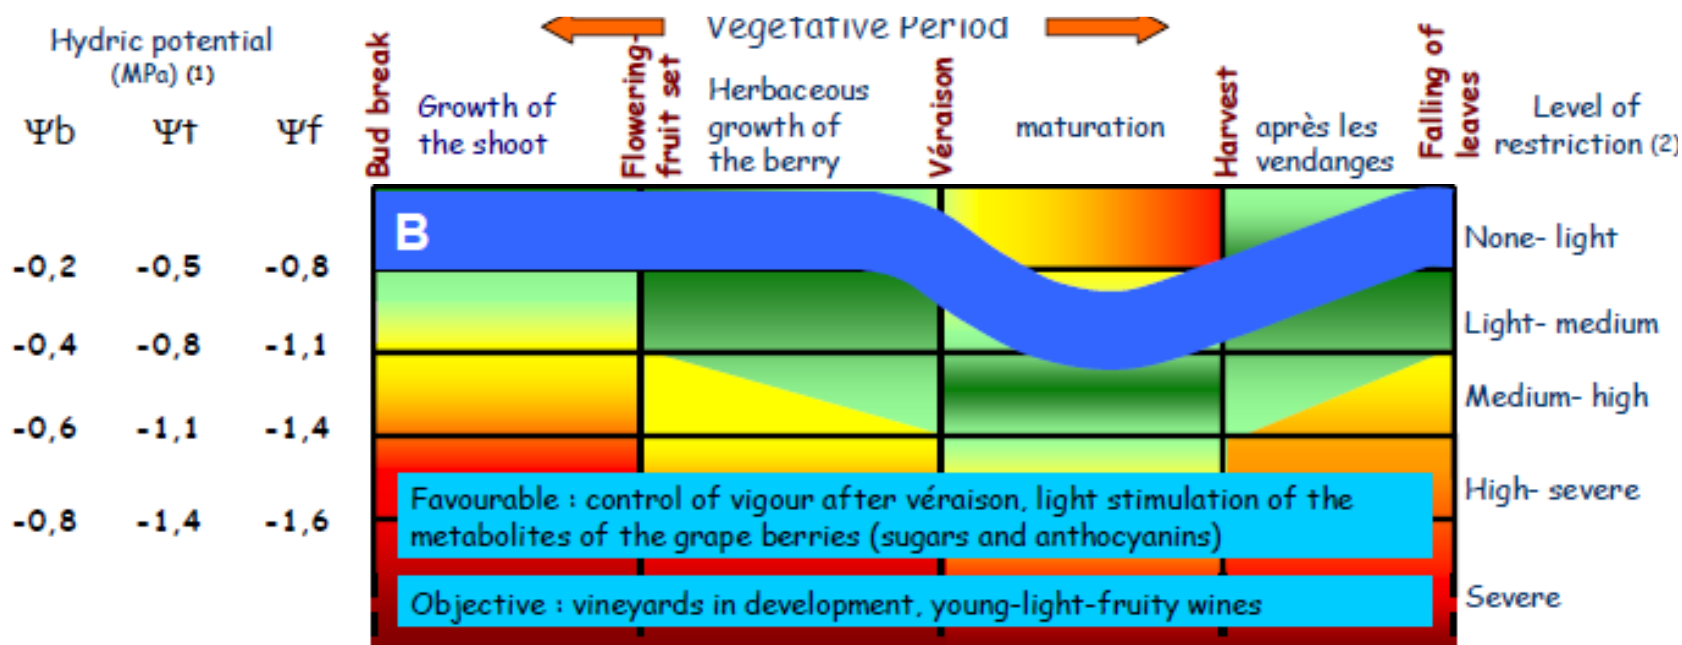 Vegetative Period
Hydric potential
(MPa) (1)
Ψb Ψt Ψf
Bud break
Growth of
the shoot
Flowering-
fruit set
Herbaceous
growth of
the berry
Véraison
maturation
Harvest
après les
vendanges
Falling of
leaves
Level of
restriction (2)
B
None- light
-0,2 -0,5 -0,8
Light- medium
-0,4 -0,8 -1,1
Medium- high
-0,6 -1,1 -1,4
High- severe
-0,8 -1,4 -1,6
Favourable : control of vigour after véraison, light stimulation of the
metabolites of the grape berries (sugars and anthocyanins)
Objective : vineyards in development, young-light-fruity wines
Severe